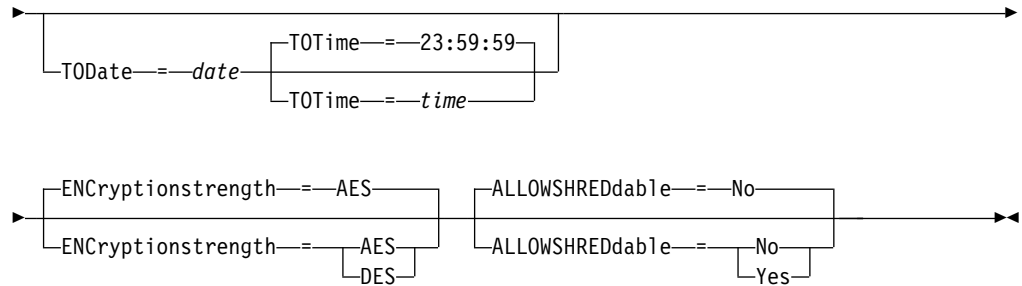 TOTime = 23:59:59
TODate = date
TOTime = time
ENCryptionstrength = AES ALLOWSHREDdable = No
ENCryptionstrength = AES ALLOWSHREDdable = No
DES Yes